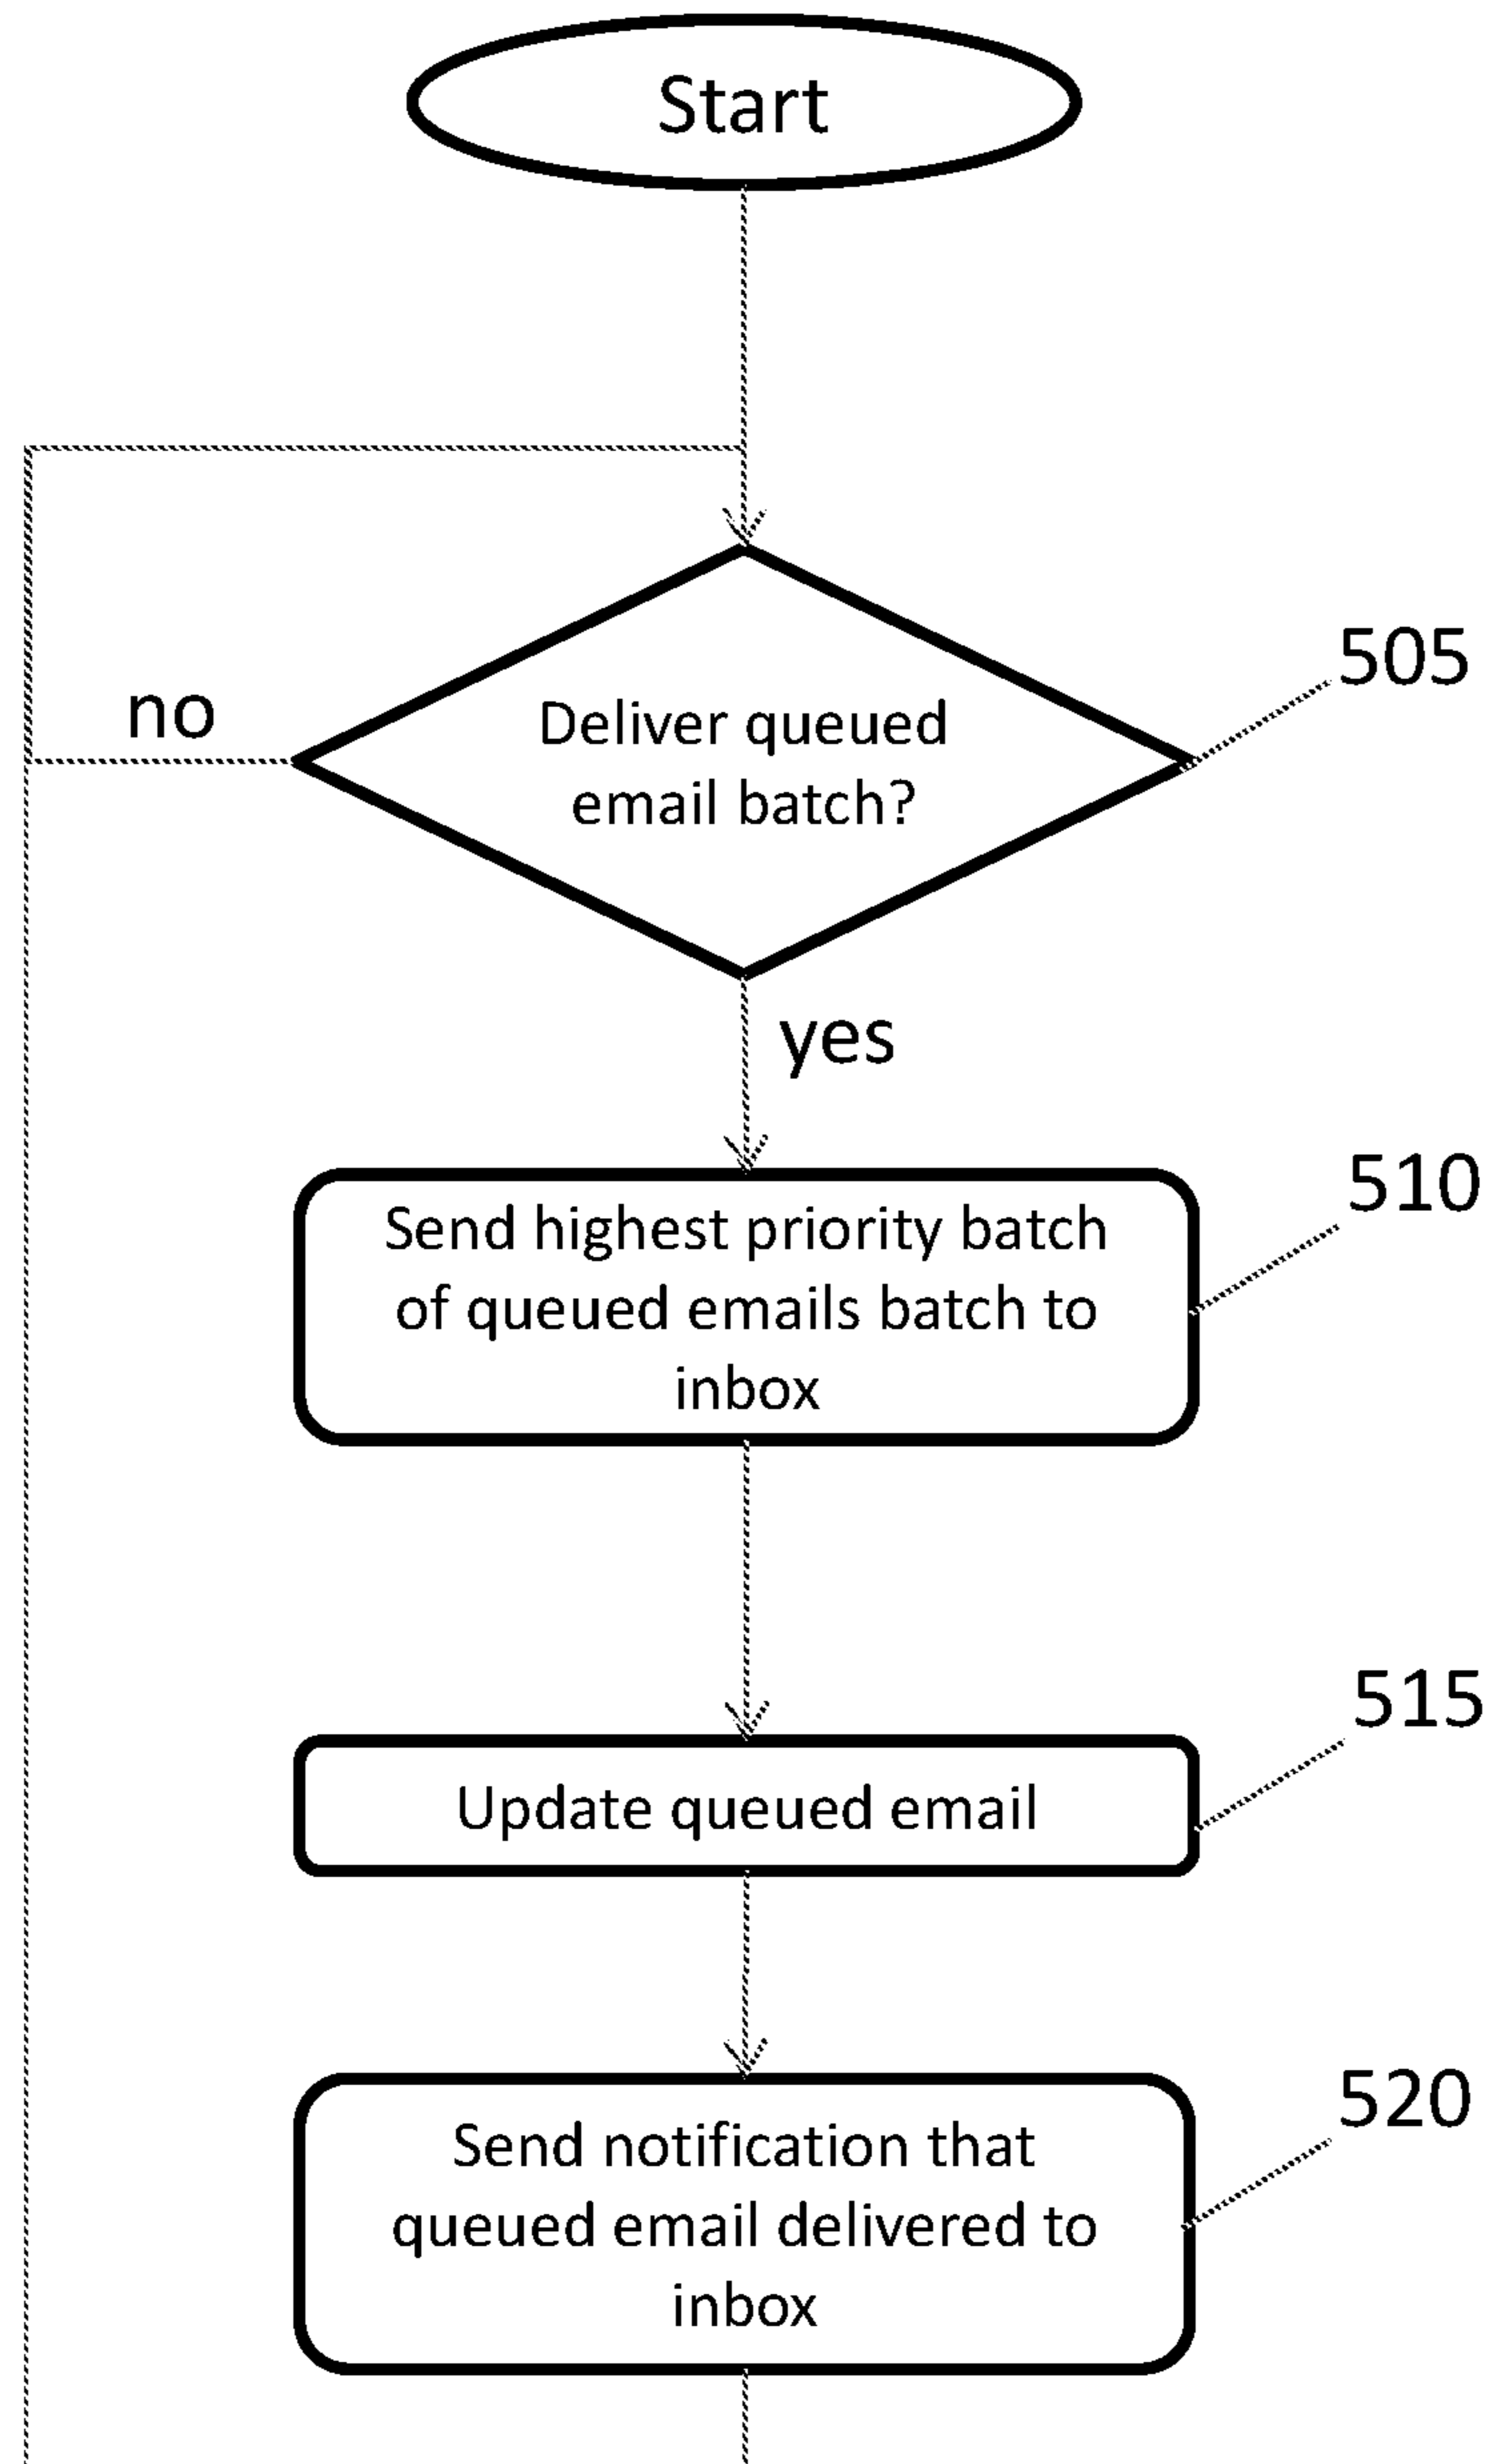 Start
505
no
Deliver queued
email batch?
yes
510
Send highest priority batch
of queued emails batch to
inbox
515
Update queued email
520
Send notification that
queued email delivered to
inbox